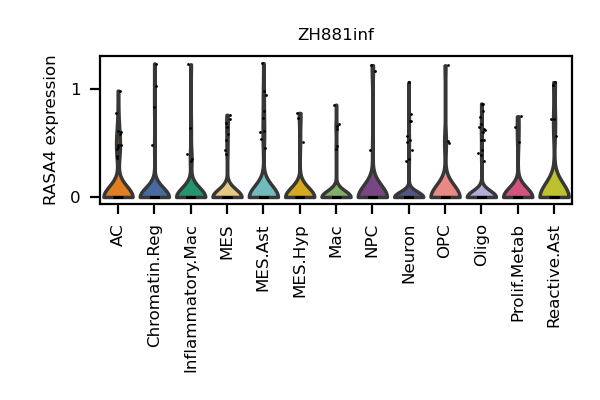 ZH881inf
RASA4 expression
1
0
AC
Chromatin.Reg
Inflammatory.Mac
MES
MES.Ast
MES.Hyp
Mac
NPC
Neuron
OPC
Oligo
Prolif.Metab
Reactive.Ast